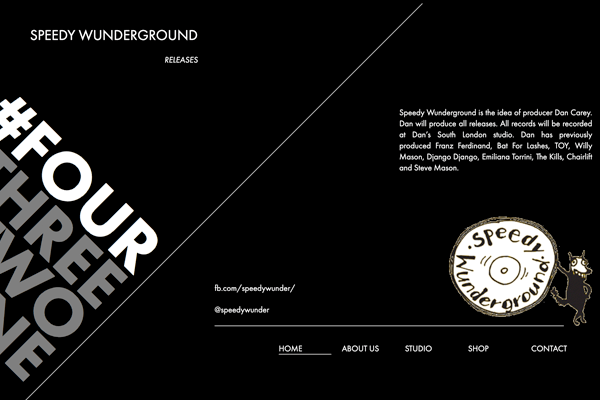 SPEEDY WUNDERGROUND
RELEASES
#FOUR
THREE
TWO
ONE
Speedy Wunderground is the idea of producer Dan Carey.
Dan will produce all releases. All records will be recorded
at Dan's South London studio. Dan has previously
produced Franz Ferdinand, Bat For Lashes, TOY, Willy
Mason, Django Django, Emiliana Torrini, The Kills, Chairlift
and Steve Mason.
Speedy
Wunderground.
fb.com/speedywunder/
@speedywunder
HOME ABOUT US STUDIO SHOP CONTACT